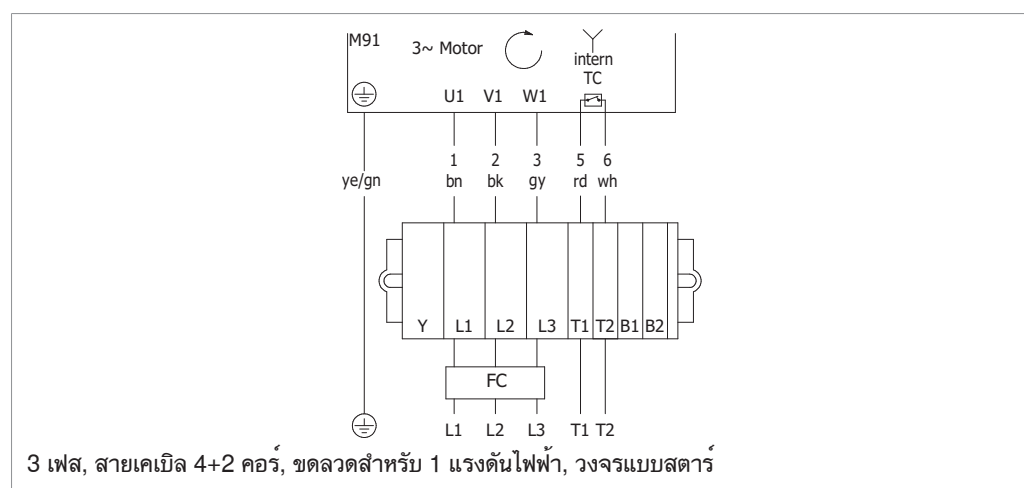 M91
3~ Motor
intern
TC
U1 V1 W1
1 2 3 5 6
ye/gn bn bk gy rd wh
Y L1 L2 L3 T1 T2 B1 B2
FC
L1 L2 L3 T1 T2
3 เฟส, สายเคเบิล 4+2 คอร์, ขดลวดสำหรับ 1 แรงดันไฟฟ้า, วงจรแบบสตาร์